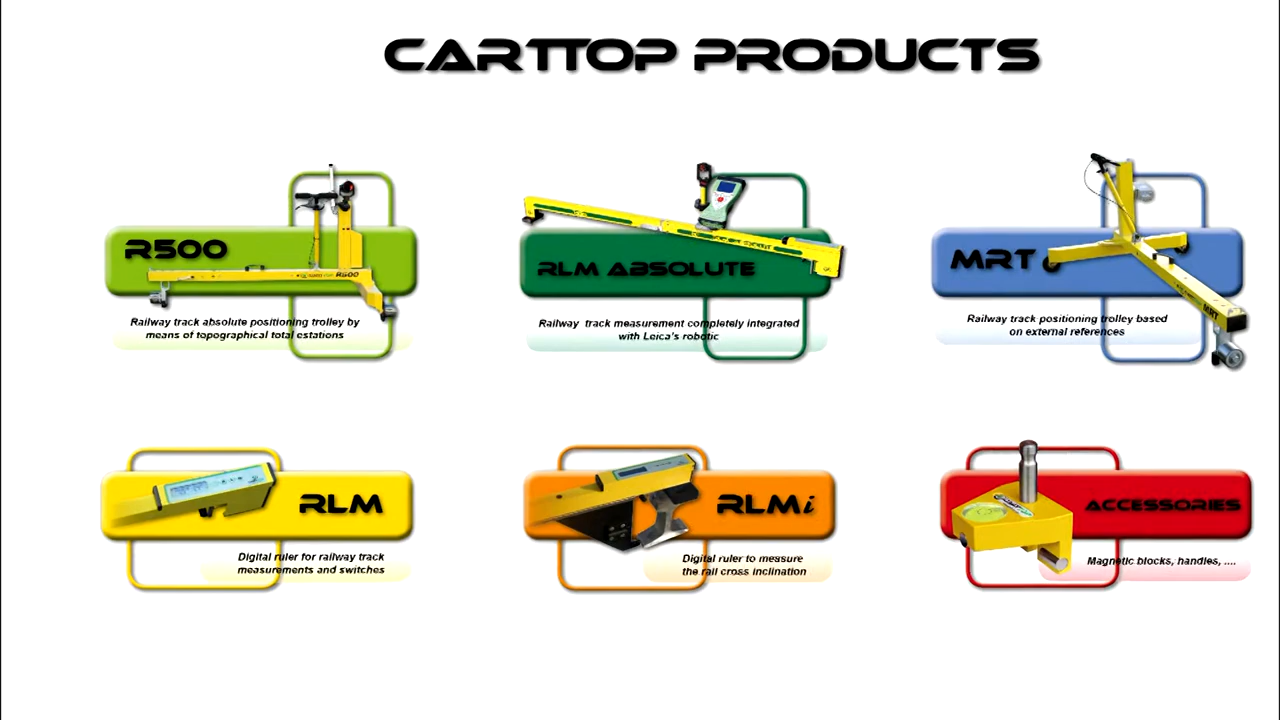 CARTTOP PRODUCTS
R500
R500
Railway track absolute positioning trolley by
means of topographical total estations
RLM ABSOLUTE
Railway track measurement completely integrated
with Leica's robotic
MRT
MRT
Railway track positioning trolley based
on external references
RLM
Digital ruler for railway track
measurements and switches
RLMi
Digital ruler to measure
the rail cross inclination
ACCESSORIES
Magnetic blocks, handles, ....